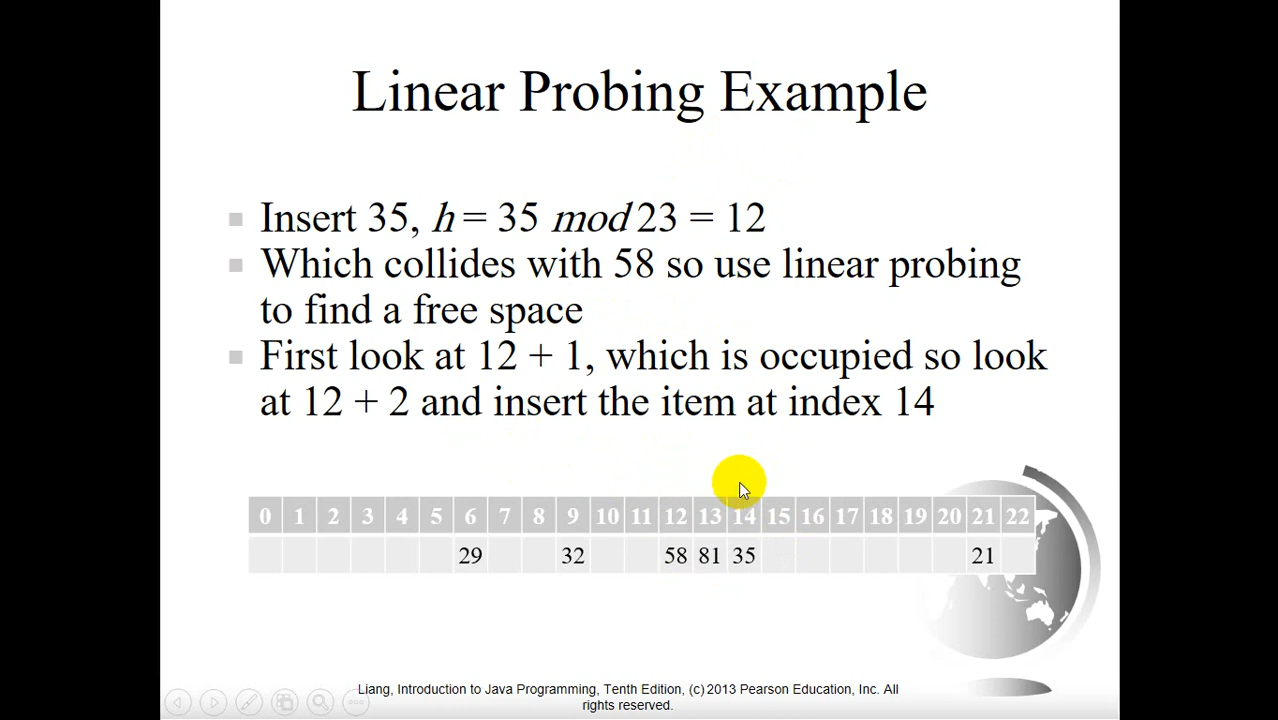 Linear Probing Example
Insert 35, h = 35 mod 23 = 12
Which collides with 58 so use linear probing
to find a free space
First look at 12 + 1, which is occupied so look
at 12 + 2 and insert the item at index 14
0 1 2 3 4 5 6 7 8 9 10 11 12 13 14 15 16 17 18 19 20 21 22
29 32 58 81 35 21
Liang, Introduction to Java Programming, Tenth Edition, (c) 2013 Pearson Education, Inc. All
rights reserved.